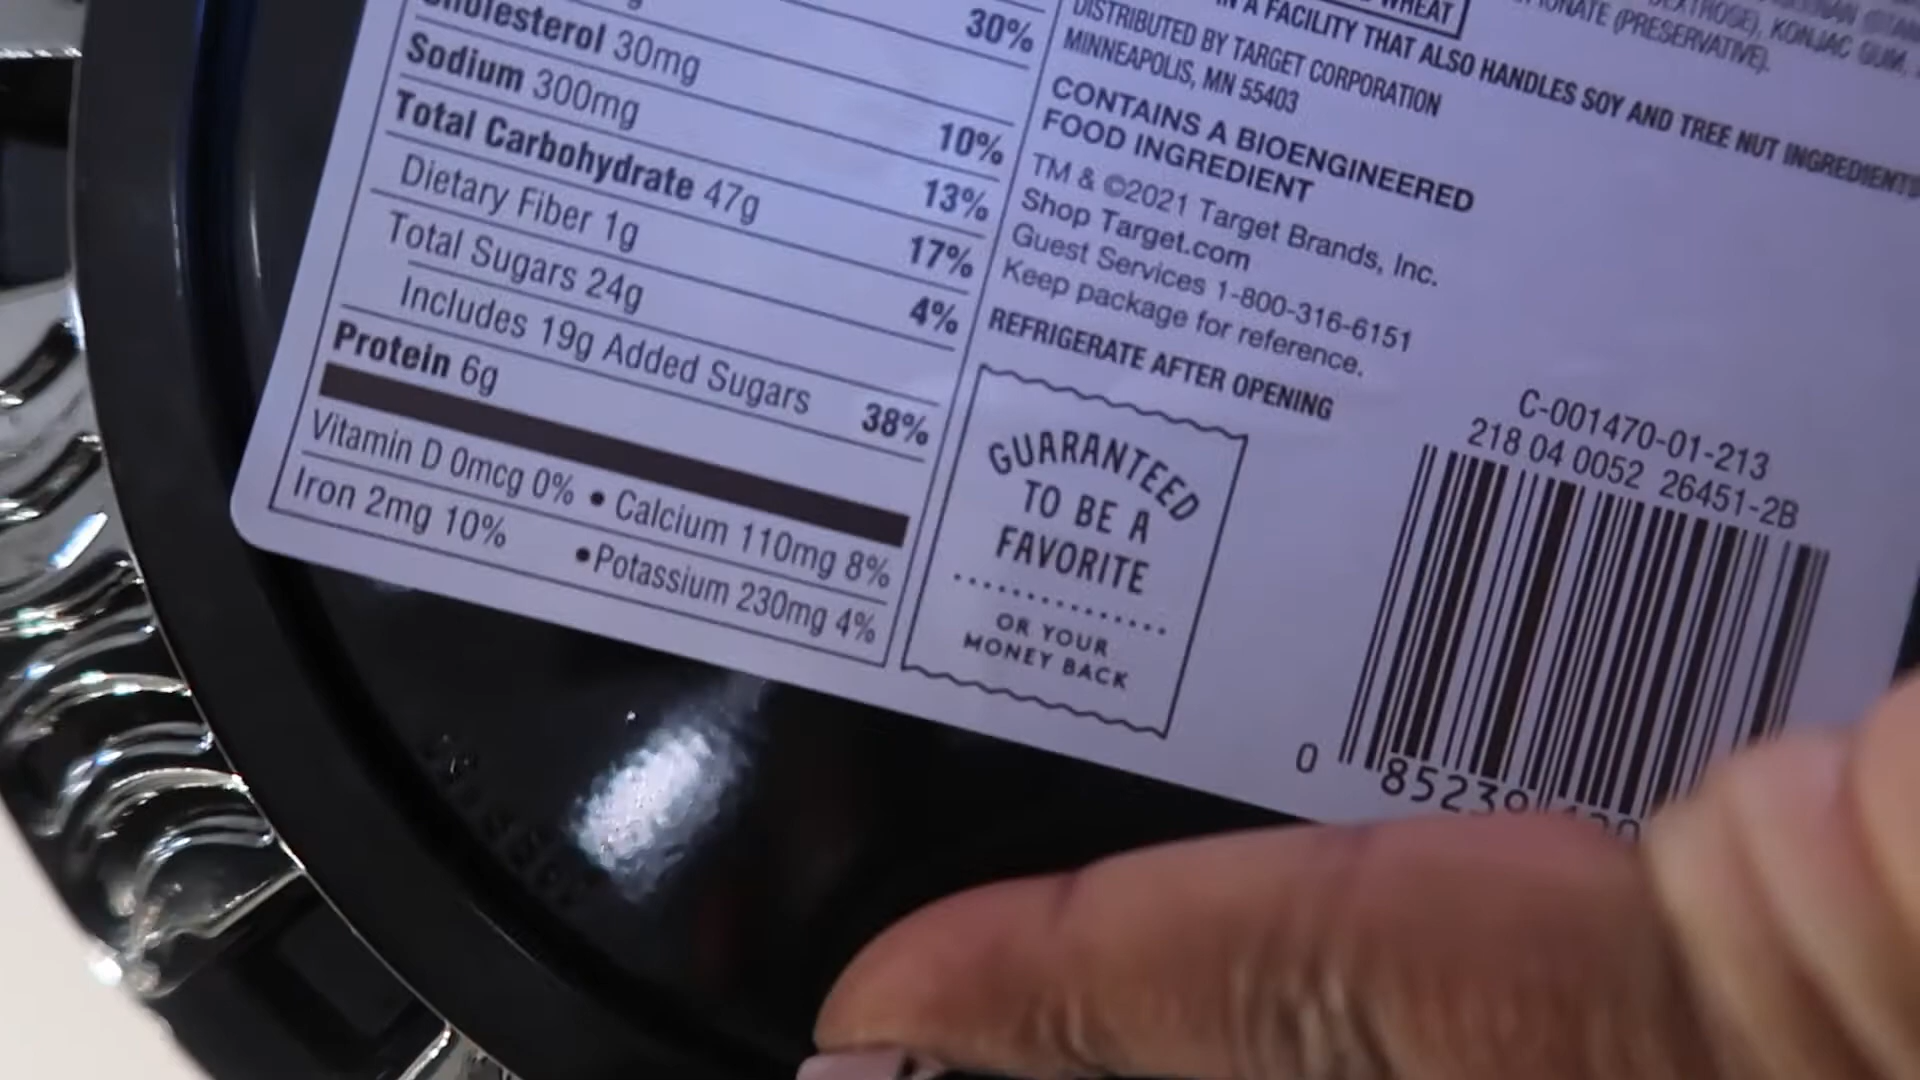 30%
Cholesterol 30mg
10%
Sodium 300mg
13%
Total Carbohydrate 47g
17%
Dietary Fiber 1g
4%
Total Sugars 24g
Includes 19g Added Sugars 38%
Protein 6g
Vitamin D 0mcg 0% • Calcium 110mg 8%
Iron 2mg 10% •Potassium 230mg 4%
WHEAT
IN A FACILITY THAT ALSO HANDLES SOY AND TREE NUT INGREDIENTS
DISTRIBUTED BY TARGET CORPORATION
MINNEAPOLIS, MN 55403
CONTAINS A BIOENGINEERED
FOOD INGREDIENT
TM & ©2021 Target Brands, Inc.
Shop Target.com
Guest Services 1-800-316-6151
Keep package for reference.
REFRIGERATE AFTER OPENING
GUARANTEED
TO BE A
FAVORITE
OR YOUR
MONEY BACK
DEXTROSE), KONJAC GUM,
(PRESERVATIVE).
C-001470-01-213
218 04 0052 26451-2B
0 85239